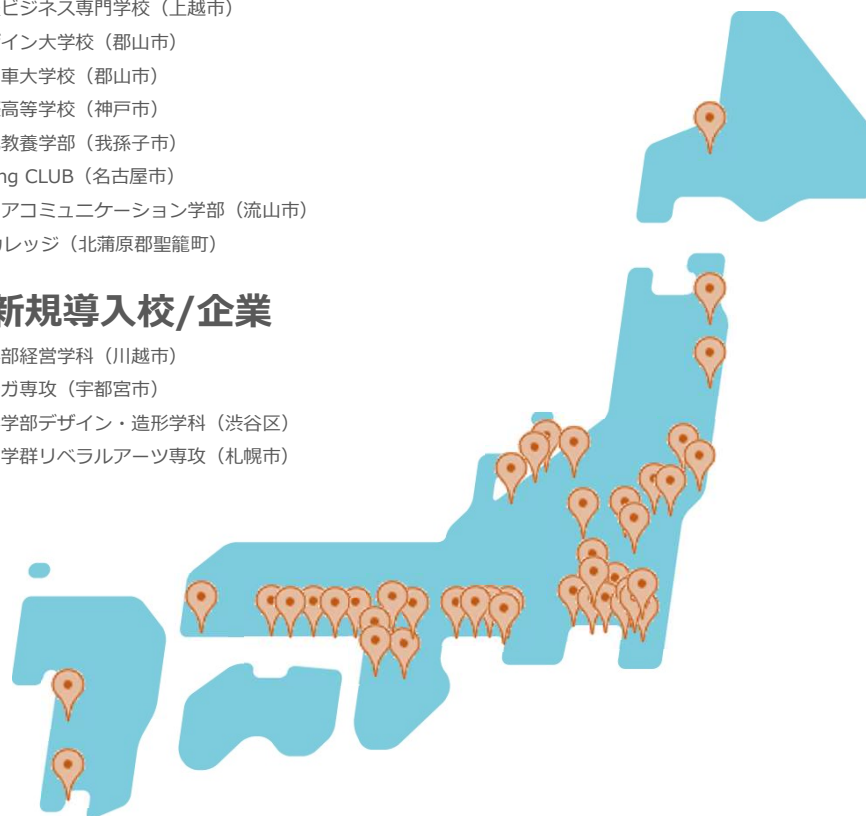 ビジネス専門学校（上越市）
イン大学校（郡山市）
車大学校（郡山市）
高等学校（神戸市）
教養学部（我孫子市）
ng CLUB（名古屋市）
アコミュニケーション学部（流山市）
カレッジ（北蒲原郡聖籠町）
新規導入校/企業
部経営学科（川越市）
ガ専攻（宇都宮市）
学部デザイン・造形学科（渋谷区）
学群リベラルアーツ専攻（札幌市）